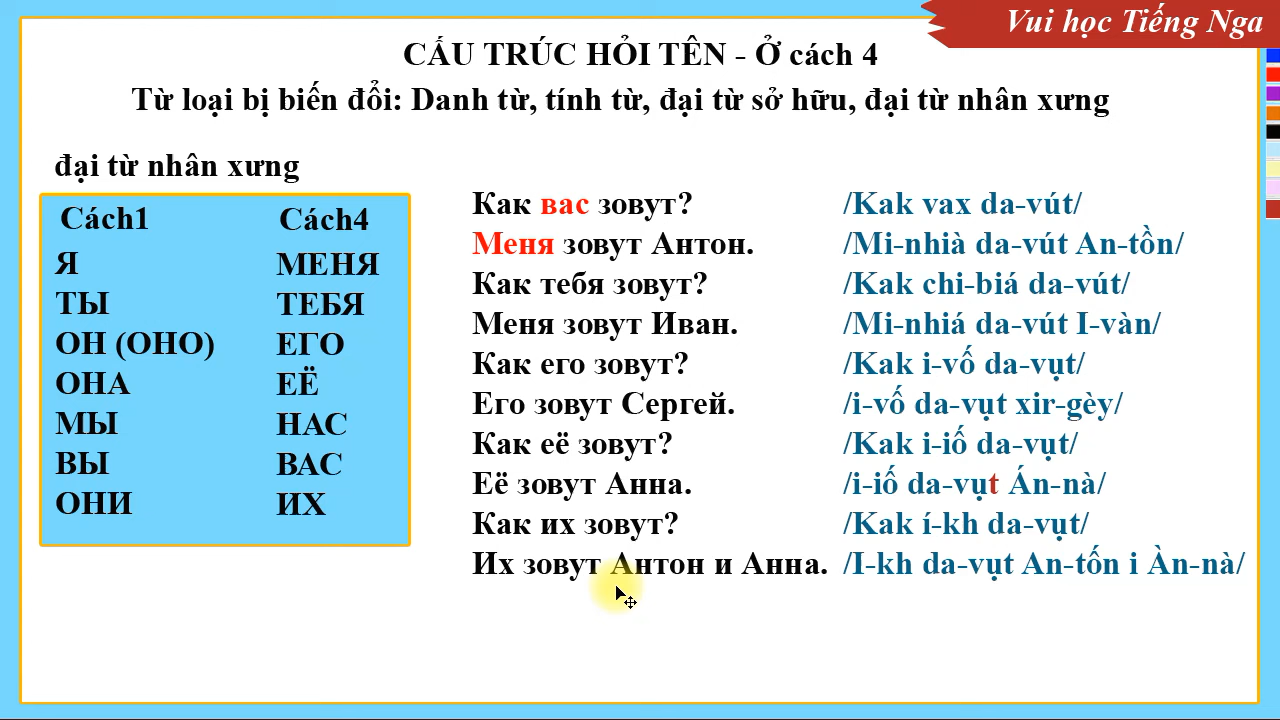 Vui học Tiếng Nga
CẤU TRÚC HỎI TÊN - Ở cách 4
Từ loại bị biến đổi: Danh từ, tính từ, đại từ sở hữu, đại từ nhân xưng
đại từ nhân xưng
Cách1 Cách4
Я МЕНЯ
ТЫ ТЕБЯ
ОН (ОНО) ЕГО
ОНА ЕЁ
МЫ НАС
ВЫ ВАС
ОНИ ИХ
Как вас зовут? /Kak vax da-vút/
Меня зовут Антон. /Mi-nhià da-vút An-tồn/
Как тебя зовут? /Kak chi-biá da-vút/
Меня зовут Иван. /Mi-nhiá da-vút I-vàn/
Как его зовут? /Kak i-vố da-vụt/
Его зовут Сергей. /i-vố da-vụt xir-gèy/
Как её зовут? /Kak i-iố da-vụt/
Её зовут Анна. /i-iố da-vụt Án-nà/
Как их зовут? /Kak í-kh da-vụt/
Их зовут Антон и Анна. /I-kh da-vụt An-tốn i Àn-nà/